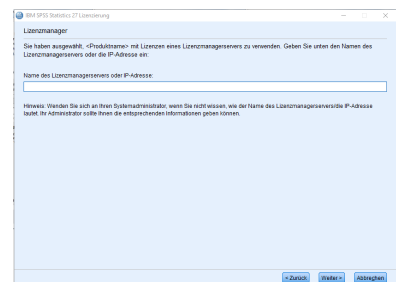 IBM SPSS Statistics 27 Lizenzierung
Lizenzmanager
Sie haben ausgewählt, <Produktname> mit Lizenzen eines Lizenzmanagerservers zu verwenden. Geben Sie unten den Namen des
Lizenzmanagerservers oder die IP-Adresse ein:
Name des Lizenzmanagerservers oder IP-Adresse:
Hinweis: Wenden Sie sich an Ihren Systemadministrator, wenn Sie nicht wissen, wie der Name des Lizenzmanagerservers/die IP-Adresse
lautet. Ihr Administrator sollte Ihnen die entsprechenden Informationen geben können.
< Zurück Weiter > Abbrechen